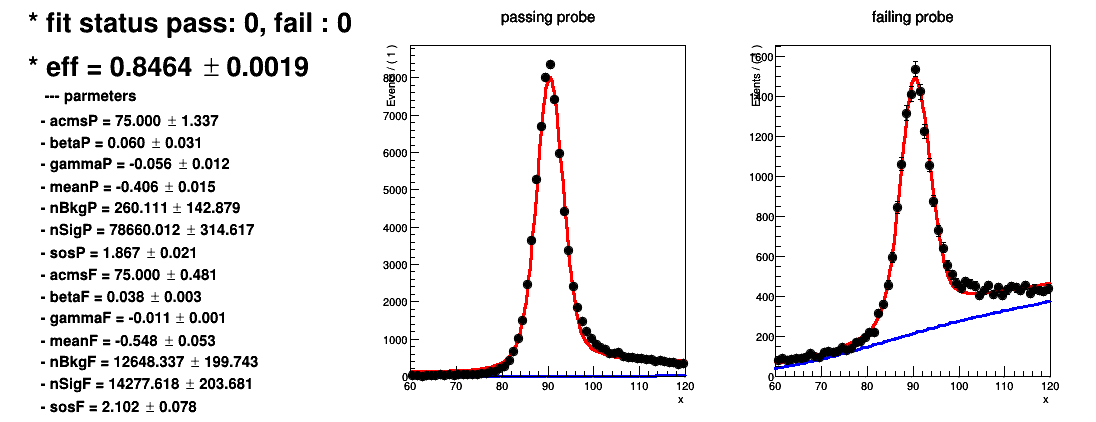 * fit status pass: 0, fail : 0
* eff = 0.8464 ± 0.0019
--- parmeters
- acmsP = 75.000 ± 1.337
- betaP = 0.060 ± 0.031
- gammaP = -0.056 ± 0.012
- meanP = -0.406 ± 0.015
- nBkgP = 260.111 ± 142.879
- nSigP = 78660.012 ± 314.617
- sosP = 1.867 ± 0.021
- acmsF = 75.000 ± 0.481
- betaF = 0.038 ± 0.003
- gammaF = -0.011 ± 0.001
- meanF = -0.548 ± 0.053
- nBkgF = 12648.337 ± 199.743
- nSigF = 14277.618 ± 203.681
- sosF = 2.102 ± 0.078
passing probe
Events / ( 1 )
8000
7000
6000
5000
4000
3000
2000
1000
0
60 70 80 90 100 110 120
x
failing probe
Events / ( 1 )
1600
1400
1200
1000
800
600
400
200
0
60 70 80 90 100 110 120
x